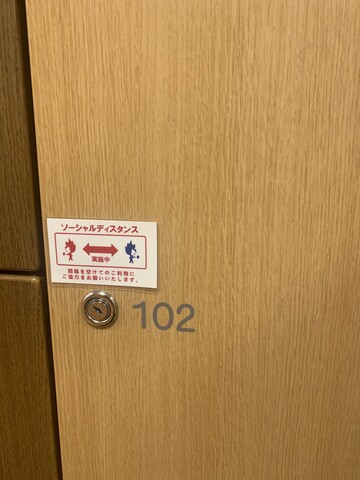 ソーシャルディスタンス
実施中
間隔を空けてのご利用に
ご協力をお願いいたします。
102